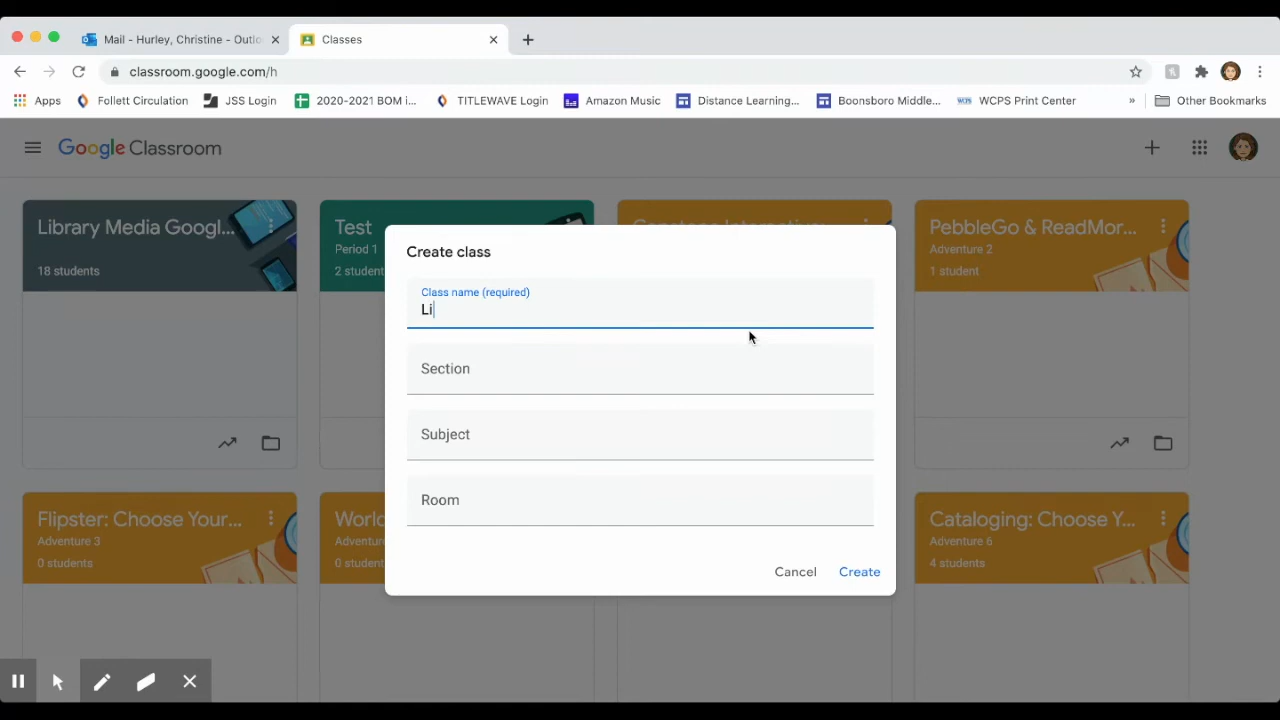 Mail - Hurley, Christine - Outlo
Classes
classroom.google.com/h
Apps
Follett Circulation
JSS Login
2020-2021 BOM i...
TITLEWAVE Login
Amazon Music
Distance Learning...
Boonsboro Middle...
WCPS WCPS Print Center
»
Other Bookmarks
Google Classroom
Library Media Googl...
18 students
Test
Period 1
2 student
PebbleGo & ReadMor...
Adventure 2
1 student
Create class
Class name (required)
Li
Section
Subject
Room
Cancel
Create
Flipster: Choose Your...
Adventure 3
0 students
World
Adventure
0 student
Cataloging: Choose Y...
Adventure 6
4 students